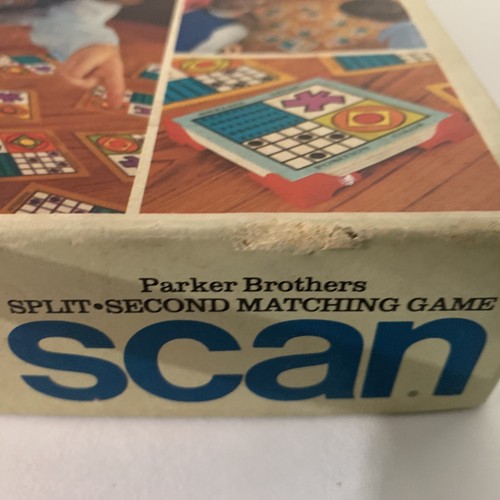 Parker Brothers
SPLIT•SECOND MATCHING GAME
scan